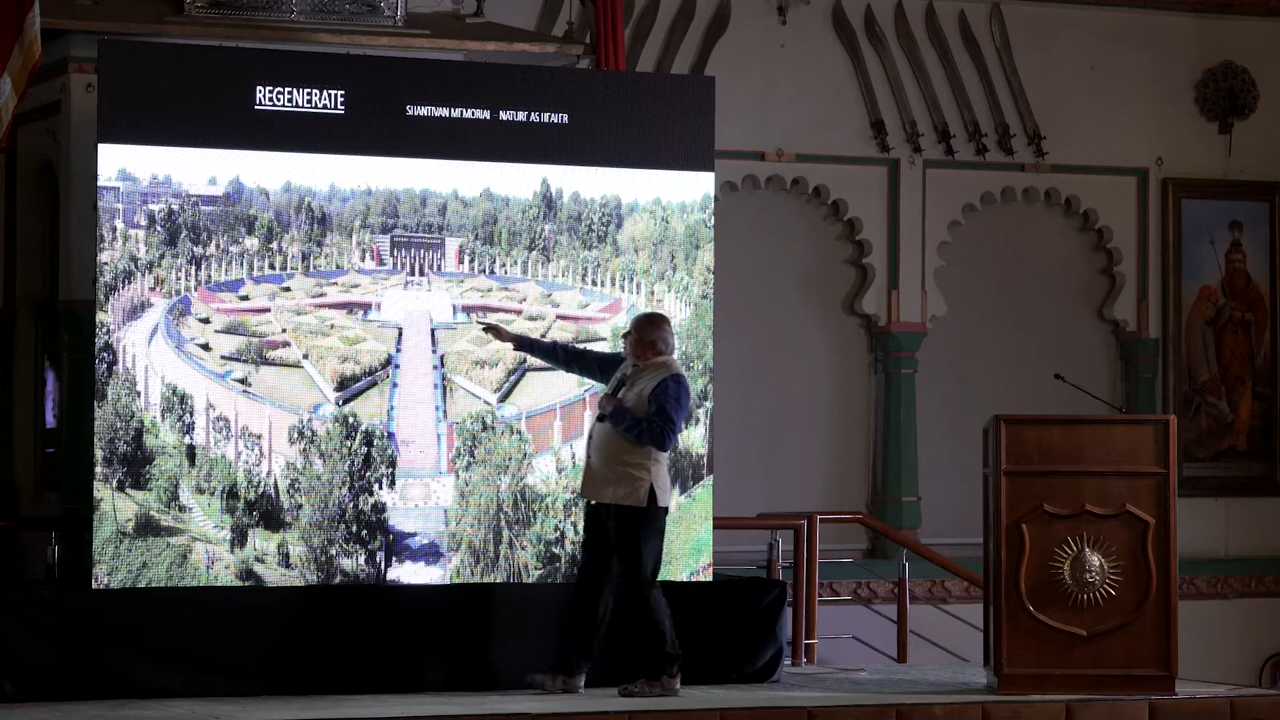 REGENERATE
SHANTIVAN MEMORIAL – NATURE AS HEALER